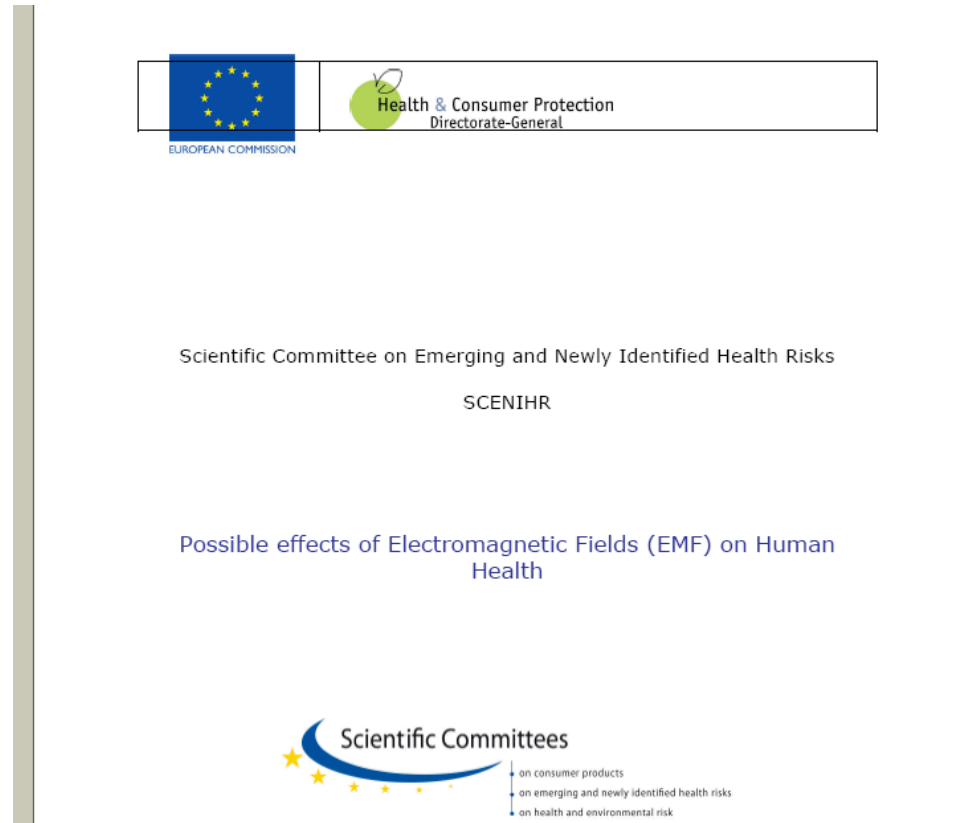 EUROPEAN COMMISSION
Health & Consumer Protection
Directorate-General
Scientific Committee on Emerging and Newly Identified Health Risks
SCENIHR
Possible effects of Electromagnetic Fields (EMF) on Human
Health
Scientific Committees
on consumer products
on emerging and newly identified health risks
on health and environmental risk